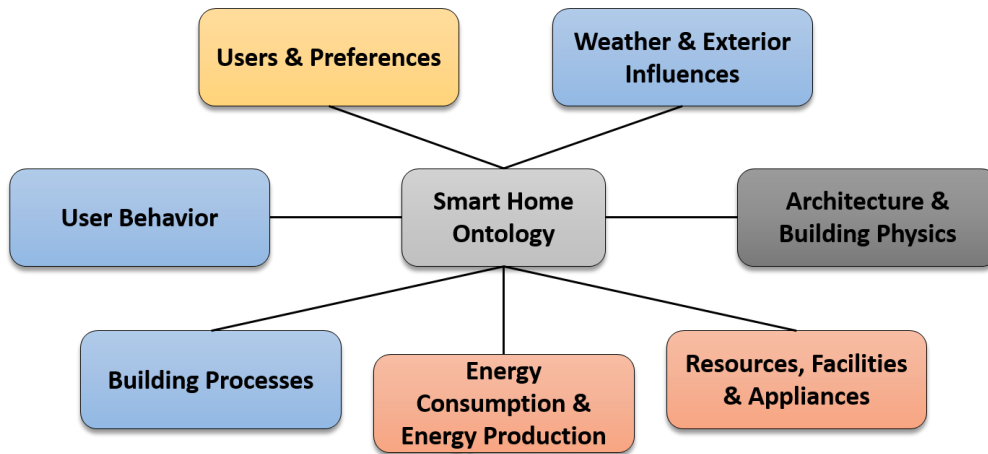 Users & Preferences
Weather & Exterior
Influences
User Behavior
Smart Home
Ontology
Architecture &
Building Physics
Building Processes
Energy
Consumption &
Energy Production
Resources, Facilities
& Appliances